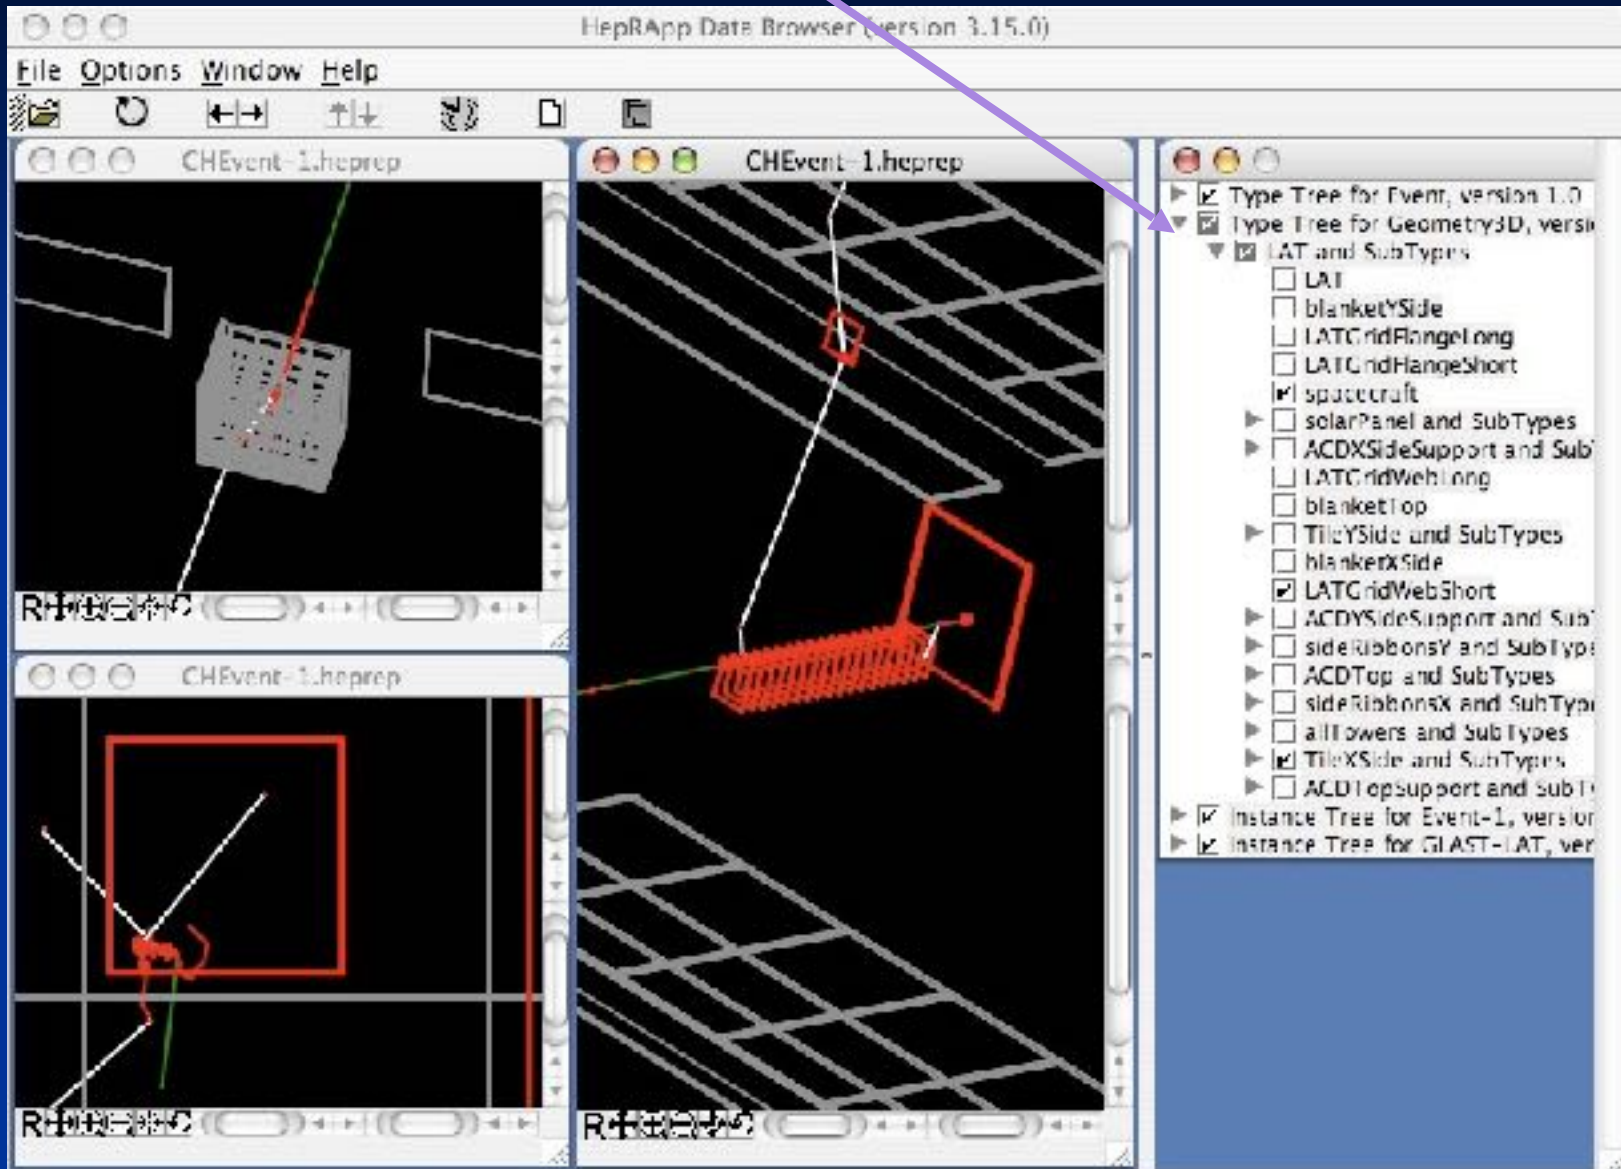 HepRApp Data Browser (version 3.15.0)
File Options Window Help
CHEvent-1.heprep
CHEvent-1.heprep
Type Tree for Event, version 1.0
Type Tree for Geometry3D, versi
LAT and SubTypes
LAT
blanketYSide
LATGridFlangeLong
LATGridFlangeShort
spacecraft
solarPanel and SubTypes
ACDXSideSupport and Sub
LATGridWebLong
blanketTop
TileYSide and SubTypes
blanketXSide
LATGridWebShort
ACDYSideSupport and Sub
sideRibbonsY and SubType
ACDTop and SubTypes
sideRibbonsX and SubType
allTowers and SubTypes
TileXSide and SubTypes
ACDTopSupport and SubT
Instance Tree for Event-1, version
Instance Tree for GLAST-LAT, ver
R
CHEvent-1.heprep
R
R